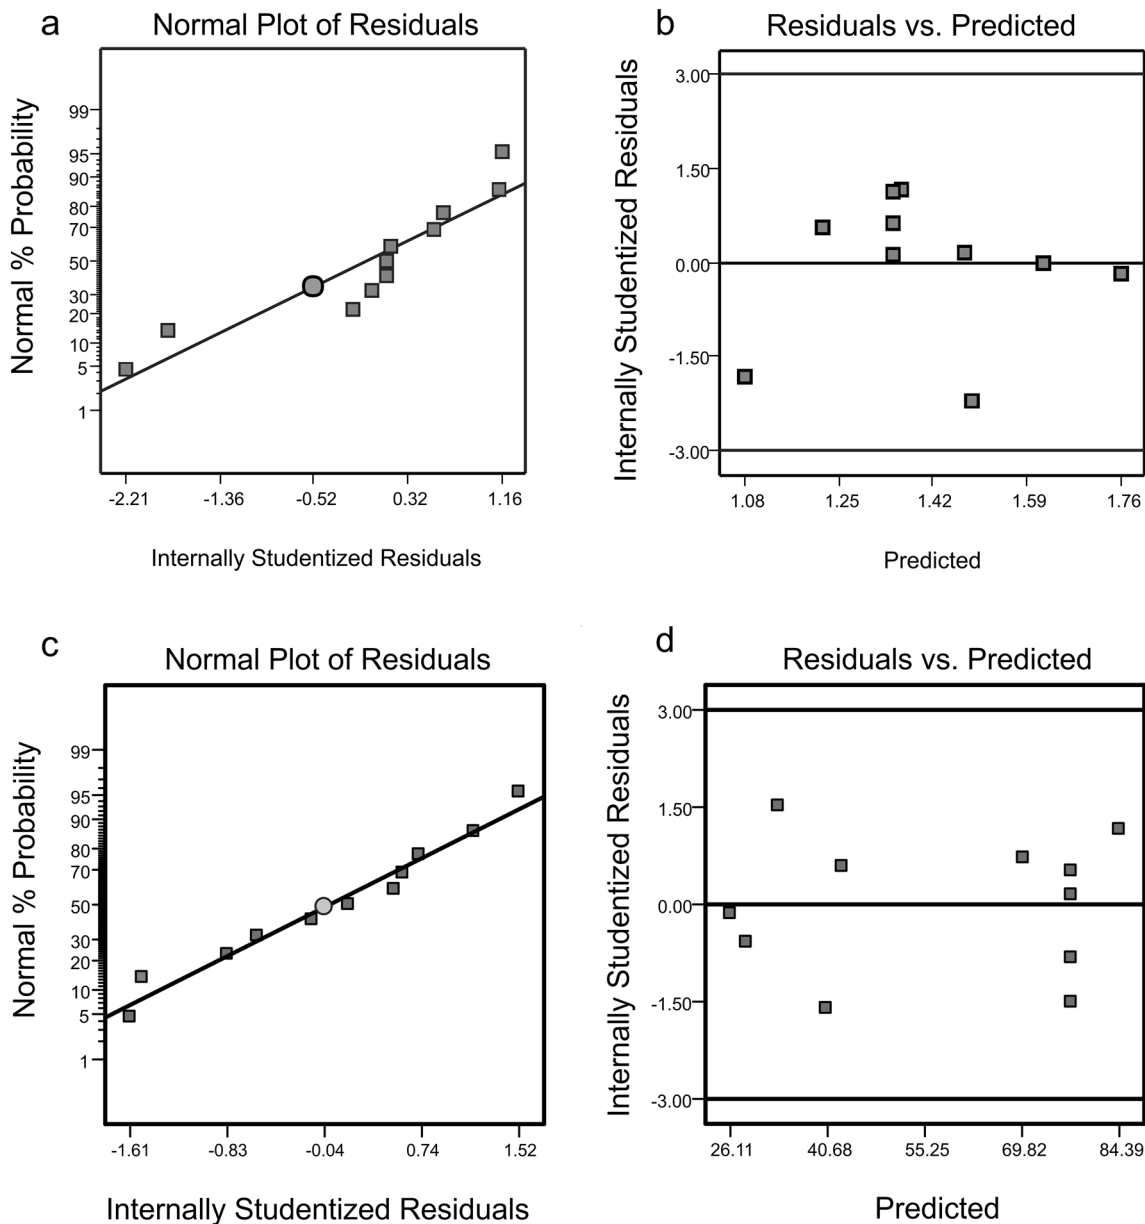 a
Normal Plot of Residuals
Normal % Probability
99
95
90
80
70
50
30
20
10
5
1
-2.21 -1.36 -0.52 0.32 1.16
Internally Studentized Residuals
b
Residuals vs. Predicted
Internally Studentized Residuals
3.00
1.50
0.00
-1.50
-3.00
1.08 1.25 1.42 1.59 1.76
Predicted
c
Normal Plot of Residuals
Normal % Probability
99
95
90
80
70
50
30
20
10
5
1
-1.61 -0.83 -0.04 0.74 1.52
Internally Studentized Residuals
d
Residuals vs. Predicted
Internally Studentized Residuals
3.00
1.50
0.00
-1.50
-3.00
26.11 40.68 55.25 69.82 84.39
Predicted